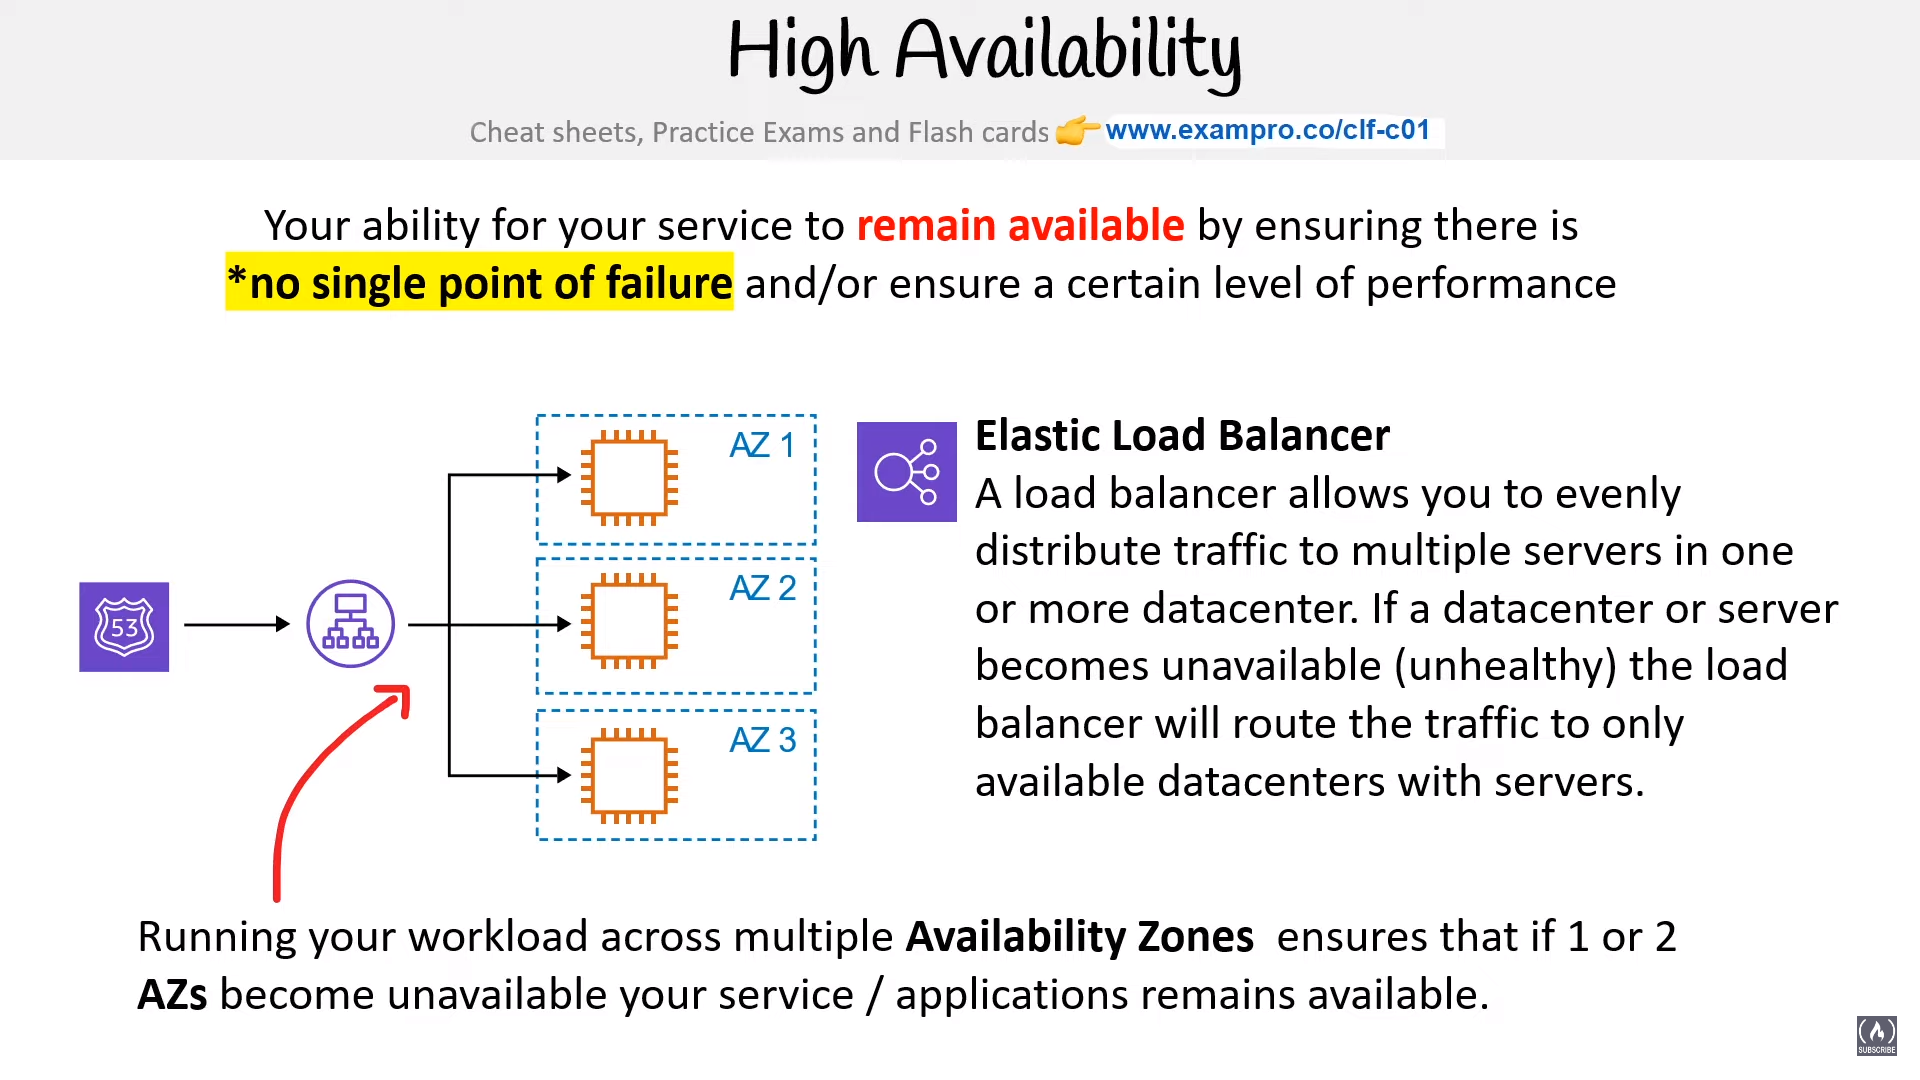 High Availability
Cheat sheets, Practice Exams and Flash cards 👉 www.exampro.co/clf-c01
Your ability for your service to remain available by ensuring there is
*no single point of failure and/or ensure a certain level of performance
AZ 1
AZ 2
AZ 3
53
Elastic Load Balancer
A load balancer allows you to evenly
distribute traffic to multiple servers in one
or more datacenter. If a datacenter or server
becomes unavailable (unhealthy) the load
balancer will route the traffic to only
available datacenters with servers.
Running your workload across multiple Availability Zones ensures that if 1 or 2
AZs become unavailable your service / applications remains available.
SUBSCRIBE